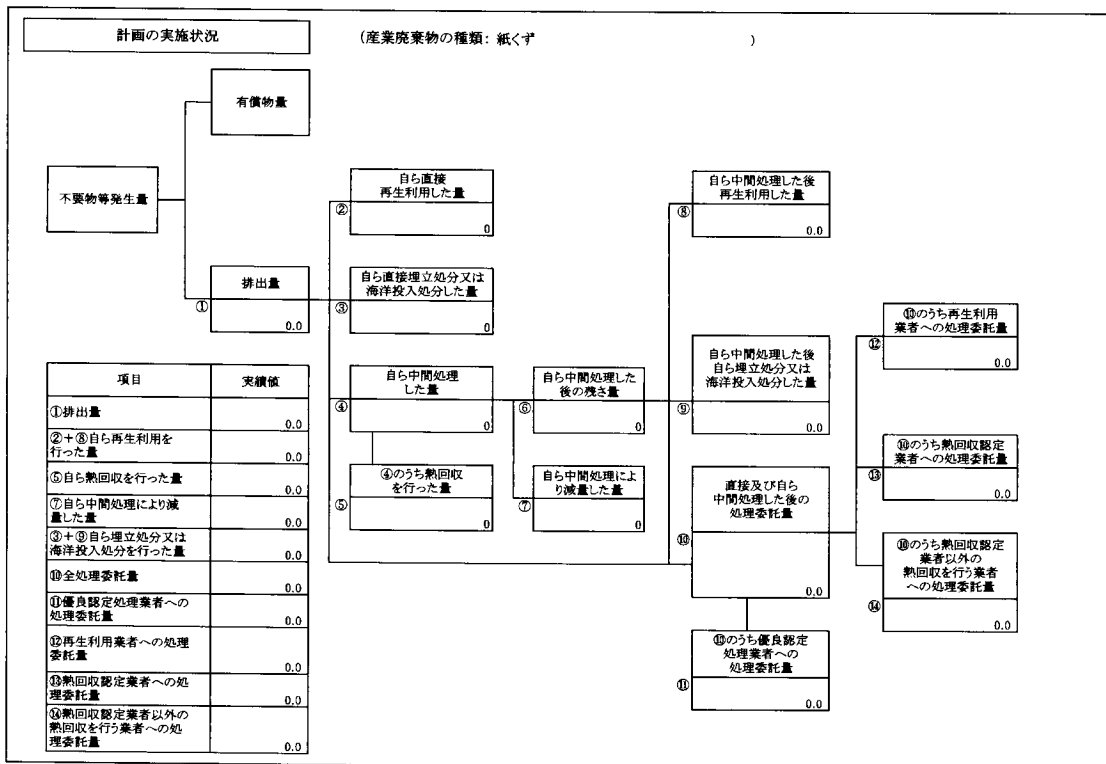 計画の実施状況
(産業廃棄物の種類: 紙くず )
有償物量
不要物等発生量
①
排出量
0.0
②
自ら直接
再生利用した量
0
③
自ら直接埋立処分又は
海洋投入処分した量
0
④
自ら中間処理
した量
0
⑤
④のうち熱回収
を行った量
0
⑥
自ら中間処理した
後の残さ量
0
⑦
自ら中間処理によ
り減量した量
0
⑧
自ら中間処理した後
再生利用した量
0.0
⑨
自ら中間処理した後
自ら埋立処分又は
海洋投入処分した量
0.0
⑩
直接及び自ら
中間処理した後の
処理委託量
0.0
⑪
⑩のうち優良認定
処理業者への
処理委託量
0.0
⑫
⑩のうち再生利用
業者への処理委託量
0.0
⑬
⑩のうち熱回収認定
業者への処理委託量
0.0
⑭
⑩のうち熱回収認定
業者以外の
熱回収を行う業者
への処理委託量
0.0
項目 実績値
①排出量
0.0
②+⑧自ら再生利用を
行った量
0.0
⑤自ら熱回収を行った量
0.0
⑦自ら中間処理により減
量した量
0.0
③+⑨自ら埋立処分又は
海洋投入処分を行った量
0.0
⑩全処理委託量
0.0
⑪優良認定処理業者への
処理委託量
0.0
⑫再生利用業者への処理
委託量
0.0
⑬熱回収認定業者への処
理委託量
0.0
⑭熱回収認定業者以外の
熱回収を行う業者への処
理委託量
0.0